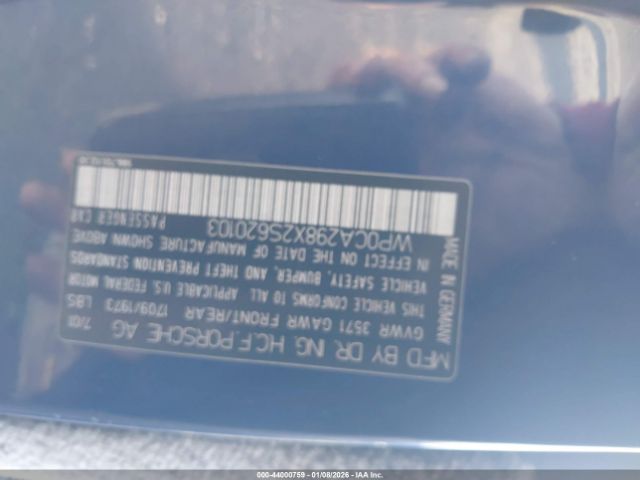 MFD BY DR. ING. H.C.F. PORSCHE AG 7/01
GVWR 3571 GAWR FRONT/REAR 1709/1973 LBS
THIS VEHICLE CONFORMS TO ALL APPLICABLE U.S. FEDERAL MOTOR
VEHICLE SAFETY, BUMPER, AND THEFT PREVENTION STANDARDS
IN EFFECT ON THE DATE OF MANUFACTURE SHOWN ABOVE
WP0CA298X2S620103 PASSENGER CAR
MADE IN GERMANY
000-44000759 - 01/08/2026 - IAA Inc.